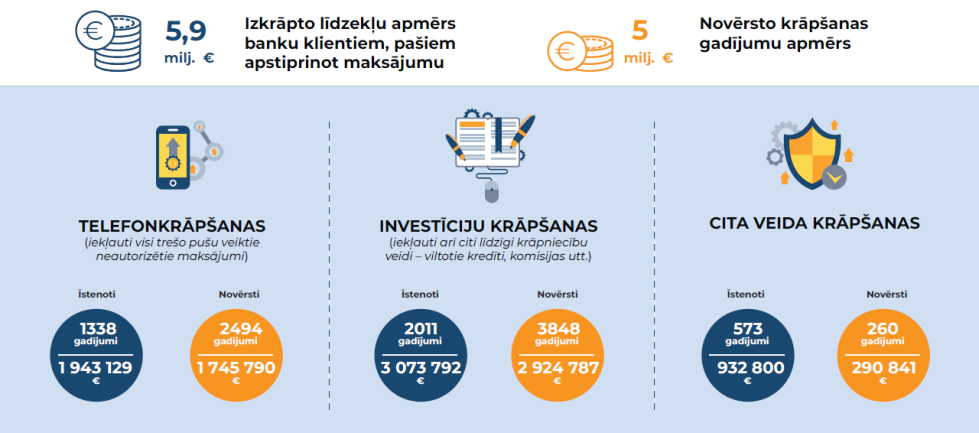 5,9
milj. €
Izkrāpto līdzekļu apmērs
banku klientiem, pašiem
apstiprinot maksājumu
5
milj. €
Novērsto krāpšanas
gadījumu apmērs
TELEFONKRĀPŠANAS
(iekļauti visi trešo pušu veiktie
neautorizētie maksājumi)
Īstenoti
Novērsti
1338
gadījumi
1 943 129
€
2494
gadījumi
1 745 790
€
INVESTĪCIJU KRĀPŠANAS
(iekļauti arī citi līdzīgi krāpniecību
veidi – viltotie kredīti, komisijas utt.)
Īstenoti
Novērsti
2011
gadījumi
3 073 792
€
3848
gadījumi
2 924 787
€
CITA VEIDA KRĀPŠANAS
Īstenoti
Novērsti
573
gadījumi
932 800
€
260
gadījumi
290 841
€